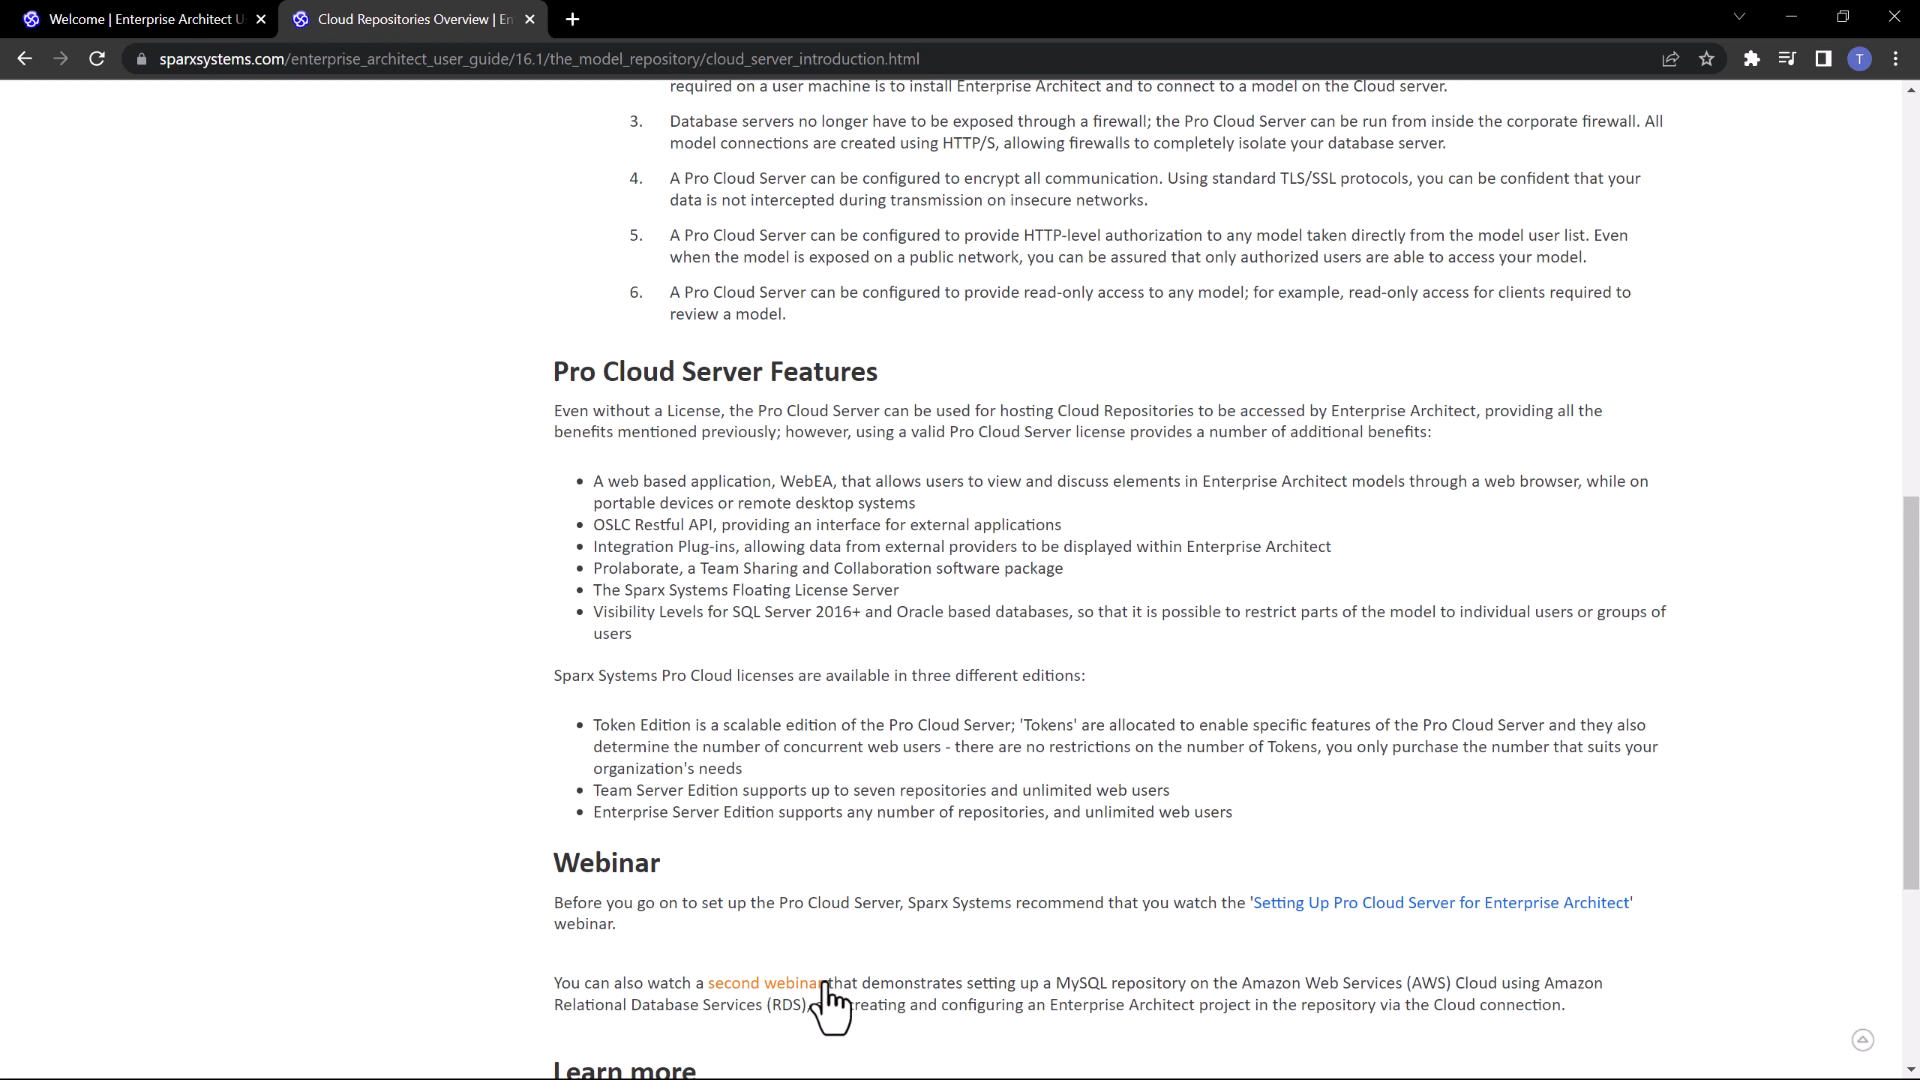 Welcome | Enterprise Architect U
Cloud Repositories Overview | En
sparxsystems.com/enterprise_architect_user_guide/16.1/the_model_repository/cloud_server_introduction.html
T
required on a user machine is to install Enterprise Architect and to connect to a model on the Cloud server.
3. Database servers no longer have to be exposed through a firewall; the Pro Cloud Server can be run from inside the corporate firewall. All
model connections are created using HTTP/S, allowing firewalls to completely isolate your database server.
4. A Pro Cloud Server can be configured to encrypt all communication. Using standard TLS/SSL protocols, you can be confident that your
data is not intercepted during transmission on insecure networks.
5. A Pro Cloud Server can be configured to provide HTTP-level authorization to any model taken directly from the model user list. Even
when the model is exposed on a public network, you can be assured that only authorized users are able to access your model.
6. A Pro Cloud Server can be configured to provide read-only access to any model; for example, read-only access for clients required to
review a model.
Pro Cloud Server Features
Even without a License, the Pro Cloud Server can be used for hosting Cloud Repositories to be accessed by Enterprise Architect, providing all the
benefits mentioned previously; however, using a valid Pro Cloud Server license provides a number of additional benefits:
• A web based application, WebEA, that allows users to view and discuss elements in Enterprise Architect models through a web browser, while on
portable devices or remote desktop systems
• OSLC Restful API, providing an interface for external applications
• Integration Plug-ins, allowing data from external providers to be displayed within Enterprise Architect
• Prolaborate, a Team Sharing and Collaboration software package
• The Sparx Systems Floating License Server
• Visibility Levels for SQL Server 2016+ and Oracle based databases, so that it is possible to restrict parts of the model to individual users or groups of
users
Sparx Systems Pro Cloud licenses are available in three different editions:
• Token Edition is a scalable edition of the Pro Cloud Server; 'Tokens' are allocated to enable specific features of the Pro Cloud Server and they also
determine the number of concurrent web users - there are no restrictions on the number of Tokens, you only purchase the number that suits your
organization's needs
• Team Server Edition supports up to seven repositories and unlimited web users
• Enterprise Server Edition supports any number of repositories, and unlimited web users
Webinar
Before you go on to set up the Pro Cloud Server, Sparx Systems recommend that you watch the 'Setting Up Pro Cloud Server for Enterprise Architect'
webinar.
You can also watch a second webinar that demonstrates setting up a MySQL repository on the Amazon Web Services (AWS) Cloud using Amazon
Relational Database Services (RDS), creating and configuring an Enterprise Architect project in the repository via the Cloud connection.
Learn more